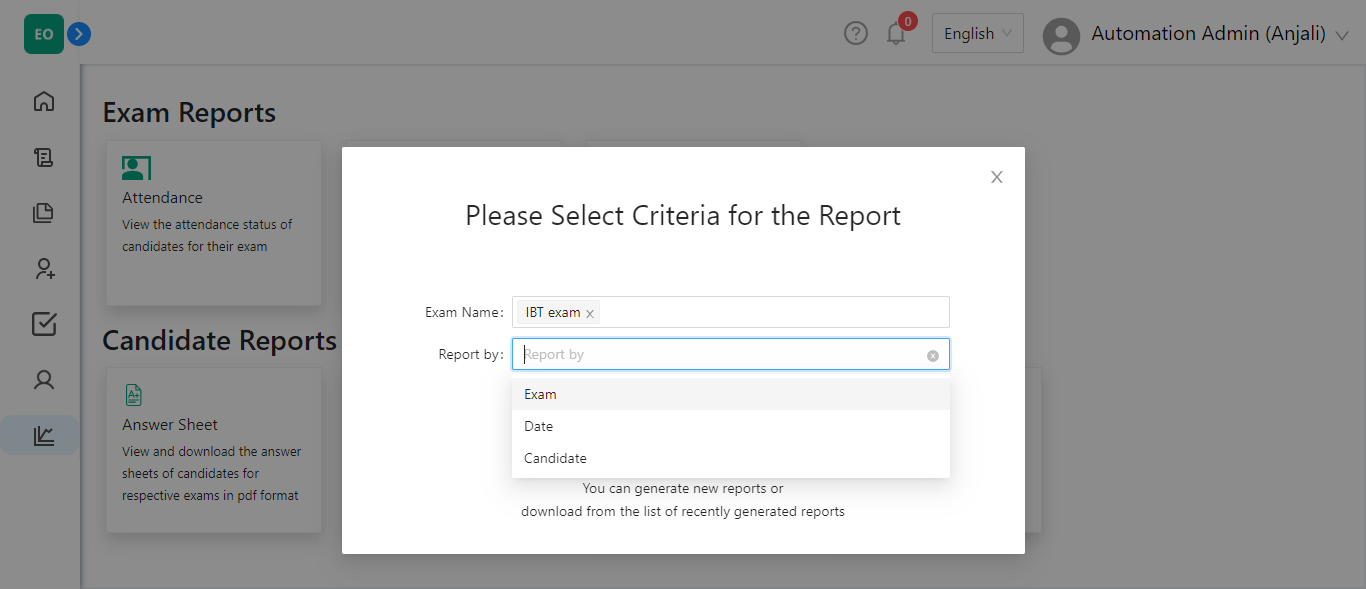 EO
0
English
Automation Admin (Anjali)
Exam Reports
Attendance
View the attendance status of
candidates for their exam
Candidate Reports
Answer Sheet
View and download the answer
sheets of candidates for
respective exams in pdf format
Please Select Criteria for the Report
Exam Name:
IBT exam
Report by:
Report by
Exam
Date
Candidate
You can generate new reports or
download from the list of recently generated reports